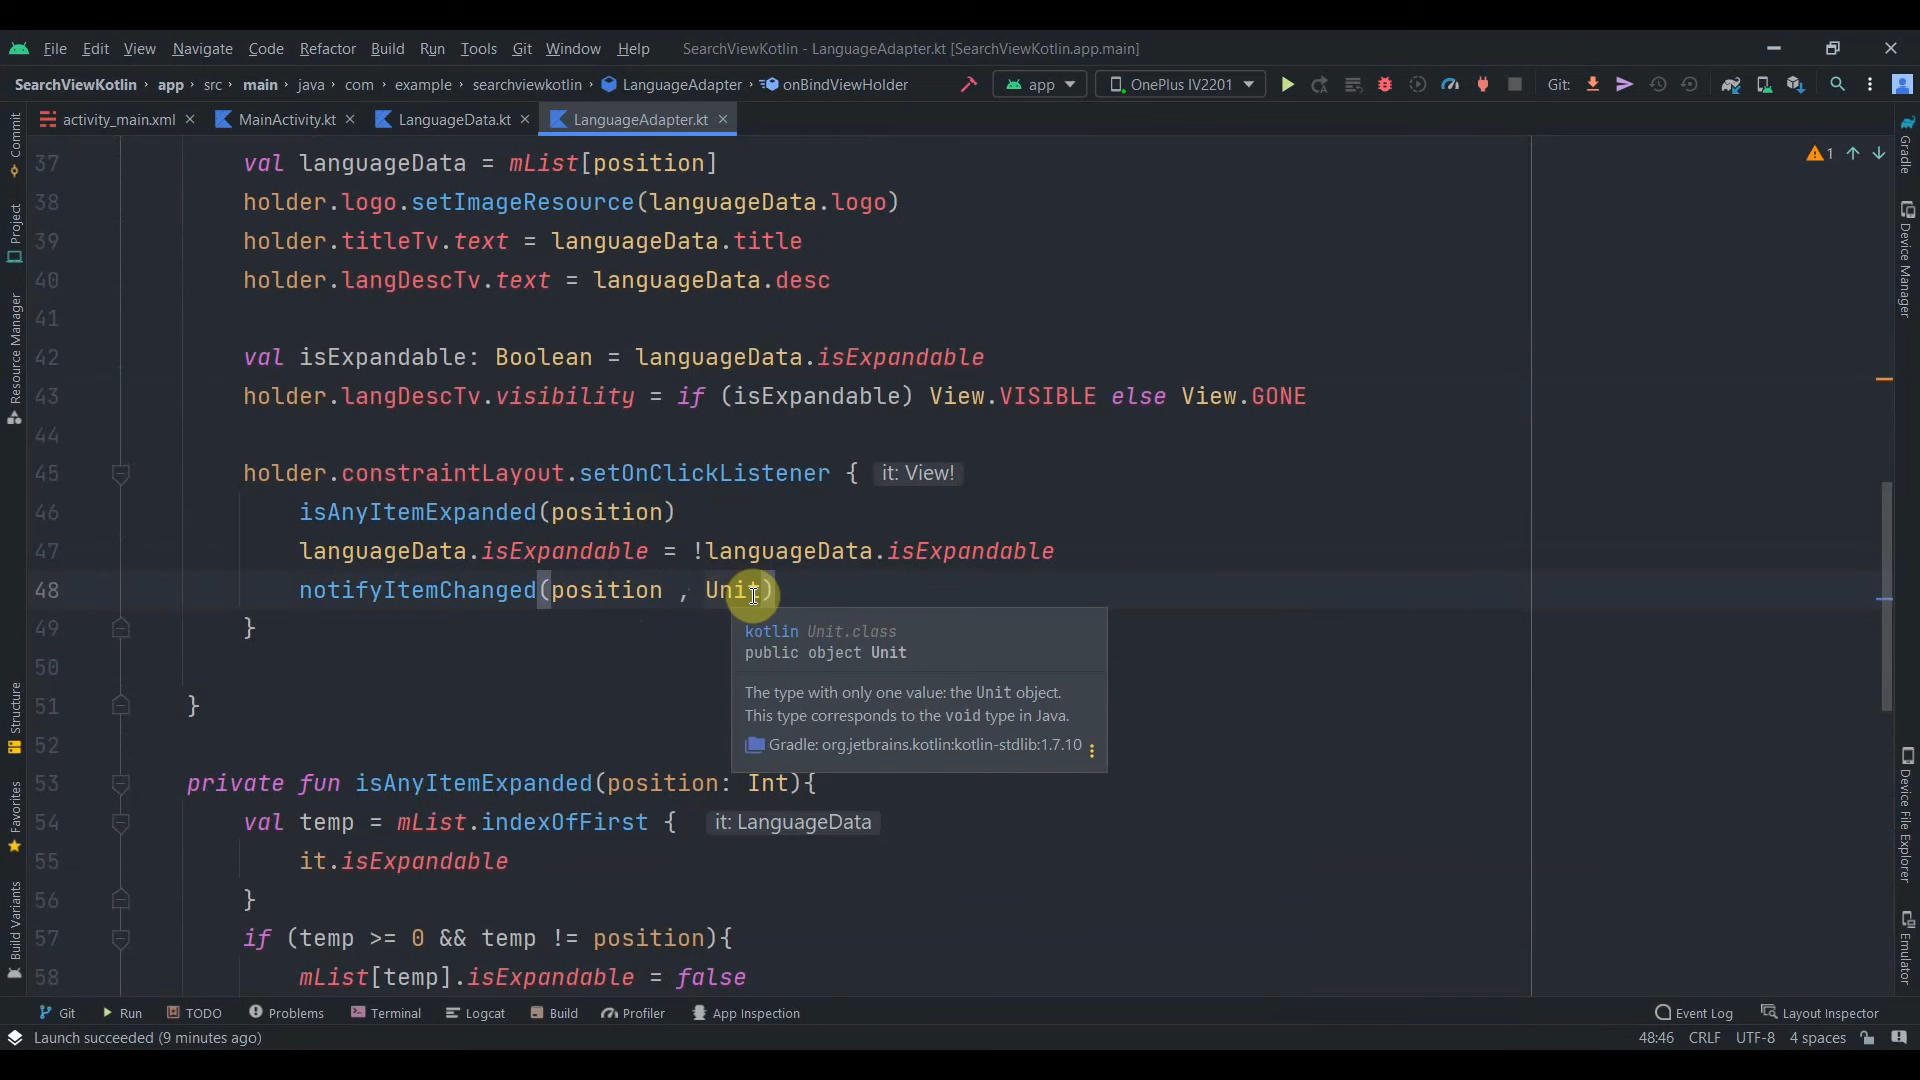 File Edit View Navigate Code Refactor Build Run Tools Git Window Help SearchViewKotlin - LanguageAdapter.kt [SearchViewKotlin.app.main]
SearchViewKotlin app src main java com example searchviewkotlin LanguageAdapter onBindViewHolder app OnePlus IV2201 Git:
activity_main.xml MainActivity.kt LanguageData.kt LanguageAdapter.kt
Commit
Project
Resource Manager
Structure
Favorites
Build Variants
37 val languageData = mList[position]
38 holder.logo.setImageResource(languageData.logo)
39 holder.titleTv.text = languageData.title
40 holder.langDescTv.text = languageData.desc
41
42 val isExpandable: Boolean = languageData.isExpandable
43 holder.langDescTv.visibility = if (isExpandable) View.VISIBLE else View.GONE
44
45 holder.constraintLayout.setOnClickListener { it: View!
46 isAnyItemExpanded(position)
47 languageData.isExpandable = !languageData.isExpandable
48 notifyItemChanged(position , Unit)
49 }
50
51 }
52
53 private fun isAnyItemExpanded(position: Int){
54 val temp = mList.indexOfFirst { it: LanguageData
55 it.isExpandable
56 }
57 if (temp >= 0 && temp != position){
58 mList[temp].isExpandable = false
kotlin Unit.class
public object Unit
The type with only one value: the Unit object.
This type corresponds to the void type in Java.
Gradle: org.jetbrains.kotlin:kotlin-stdlib:1.7.10
1
Gradle
Device Manager
Device File Explorer
Emulator
Git Run TODO Problems Terminal Logcat Build Profiler App Inspection Event Log Layout Inspector
Launch succeeded (9 minutes ago) 48:46 CRLF UTF-8 4 spaces